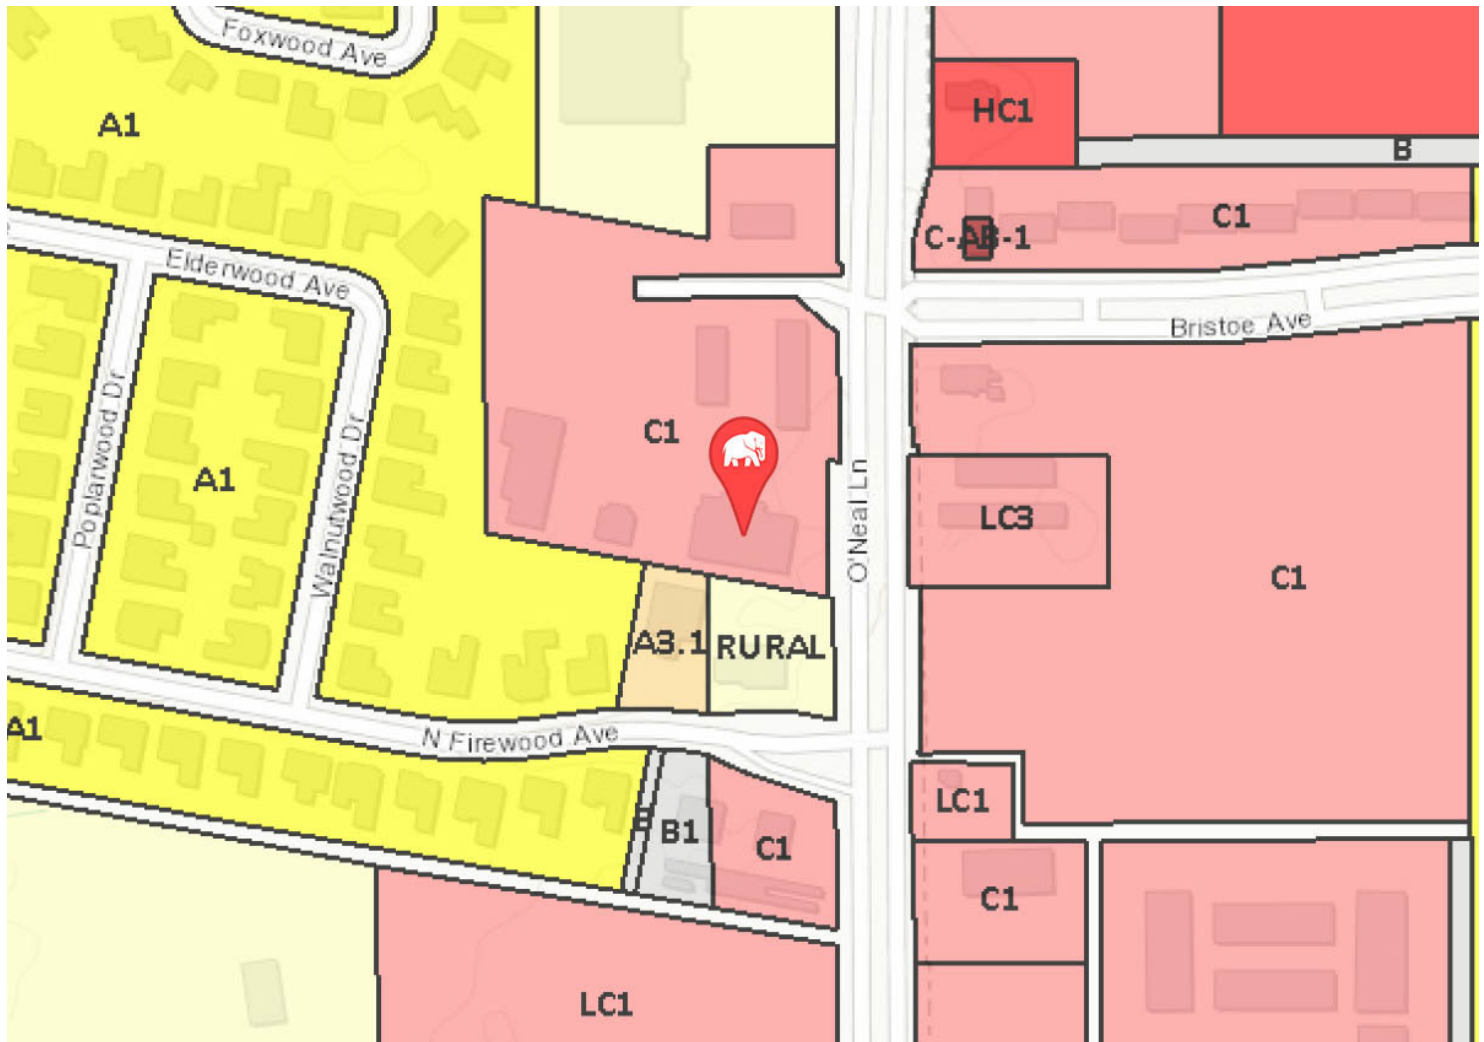 Foxwood Ave
A1
HC1
B
C1
C-AB-1
Elderwood Ave
Bristoe Ave
Poplarwood Dr
Walnutwood Dr
C1
A1
O'Neal Ln
LC3
C1
A3.1
RURAL
A1
N Firewood Ave
B
B1
C1
LC1
C1
LC1